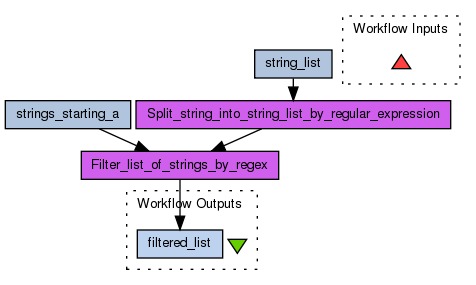 Workflow Inputs
string_list
strings_starting_a
Split_string_into_string_list_by_regular_expression
Filter_list_of_strings_by_regex
Workflow Outputs
filtered_list